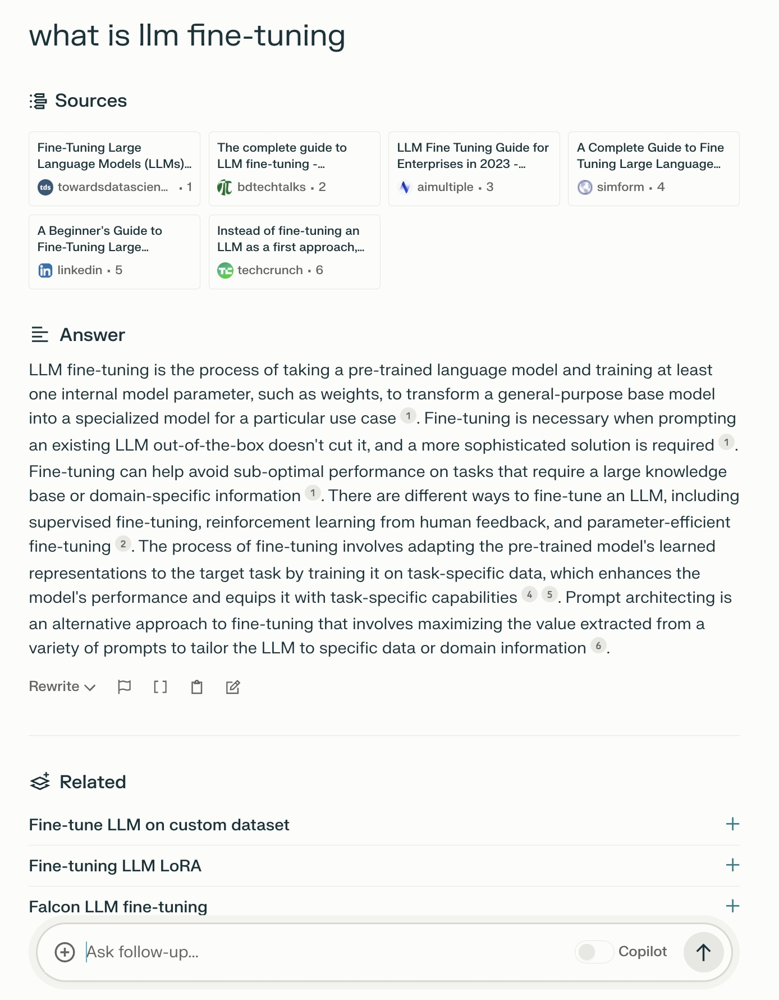 what is llm fine-tuning
Sources
Fine-Tuning Large
Language Models (LLMs)...
tds towardsdatascien... · 1
The complete guide to
LLM fine-tuning -...
bdtechtalks · 2
LLM Fine Tuning Guide for
Enterprises in 2023 -...
aimultiple · 3
A Complete Guide to Fine
Tuning Large Language...
simform · 4
A Beginner's Guide to
Fine-Tuning Large...
in linkedin · 5
Instead of fine-tuning an
LLM as a first approach,...
TC techcrunch · 6
Answer
LLM fine-tuning is the process of taking a pre-trained language model and training at least
one internal model parameter, such as weights, to transform a general-purpose base model
into a specialized model for a particular use case 1. Fine-tuning is necessary when prompting
an existing LLM out-of-the-box doesn't cut it, and a more sophisticated solution is required 1.
Fine-tuning can help avoid sub-optimal performance on tasks that require a large knowledge
base or domain-specific information 1. There are different ways to fine-tune an LLM, including
supervised fine-tuning, reinforcement learning from human feedback, and parameter-efficient
fine-tuning 2. The process of fine-tuning involves adapting the pre-trained model's learned
representations to the target task by training it on task-specific data, which enhances the
model's performance and equips it with task-specific capabilities 4 5. Prompt architecting is
an alternative approach to fine-tuning that involves maximizing the value extracted from a
variety of prompts to tailor the LLM to specific data or domain information 6.
Rewrite
Related
Fine-tune LLM on custom dataset
Fine-tuning LLM LoRA
Falcon LLM fine-tuning
Ask follow-up...
Copilot